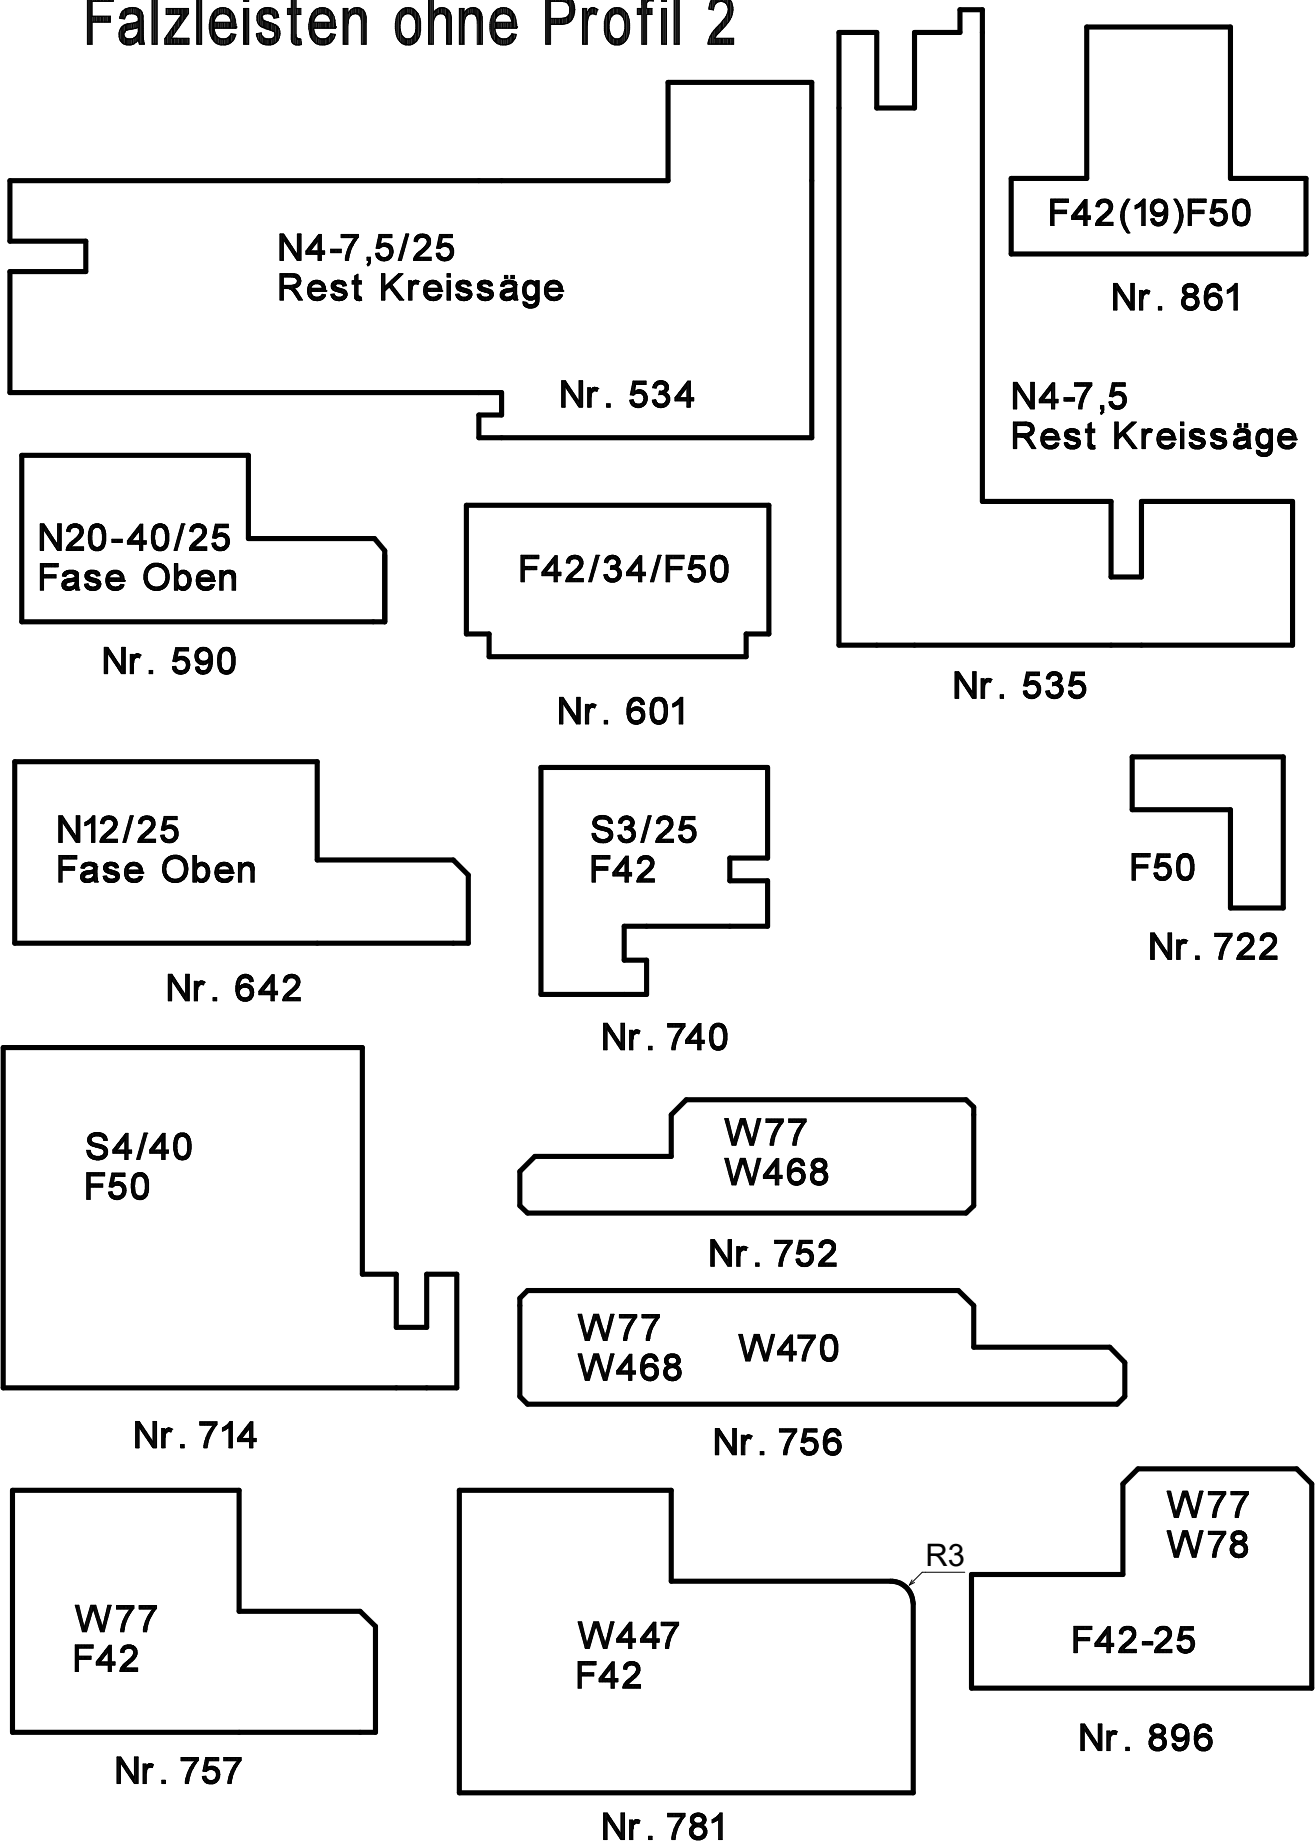 Falzleisten ohne Profil 2
F42(19)F50
Nr. 861
N4-7,5/25
Rest Kreissäge
Nr. 534
N4-7,5
Rest Kreissäge
Nr. 535
N20-40/25
Fase Oben
Nr. 590
F42/34/F50
Nr. 601
N12/25
Fase Oben
Nr. 642
S3/25
F42
Nr. 740
F50
Nr. 722
S4/40
F50
Nr. 714
W77
W468
Nr. 752
W77
W468
W470
Nr. 756
W77
F42
Nr. 757
R3
W447
F42
Nr. 781
W77
W78
F42-25
Nr. 896